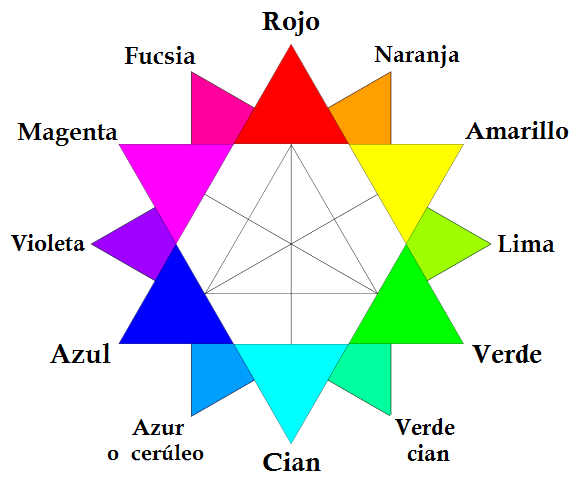 Rojo
Fucsia
Naranja
Magenta
Amarillo
Violeta
Lima
Azul
Verde
Azur
o cerúleo
Verde
cian
Cian